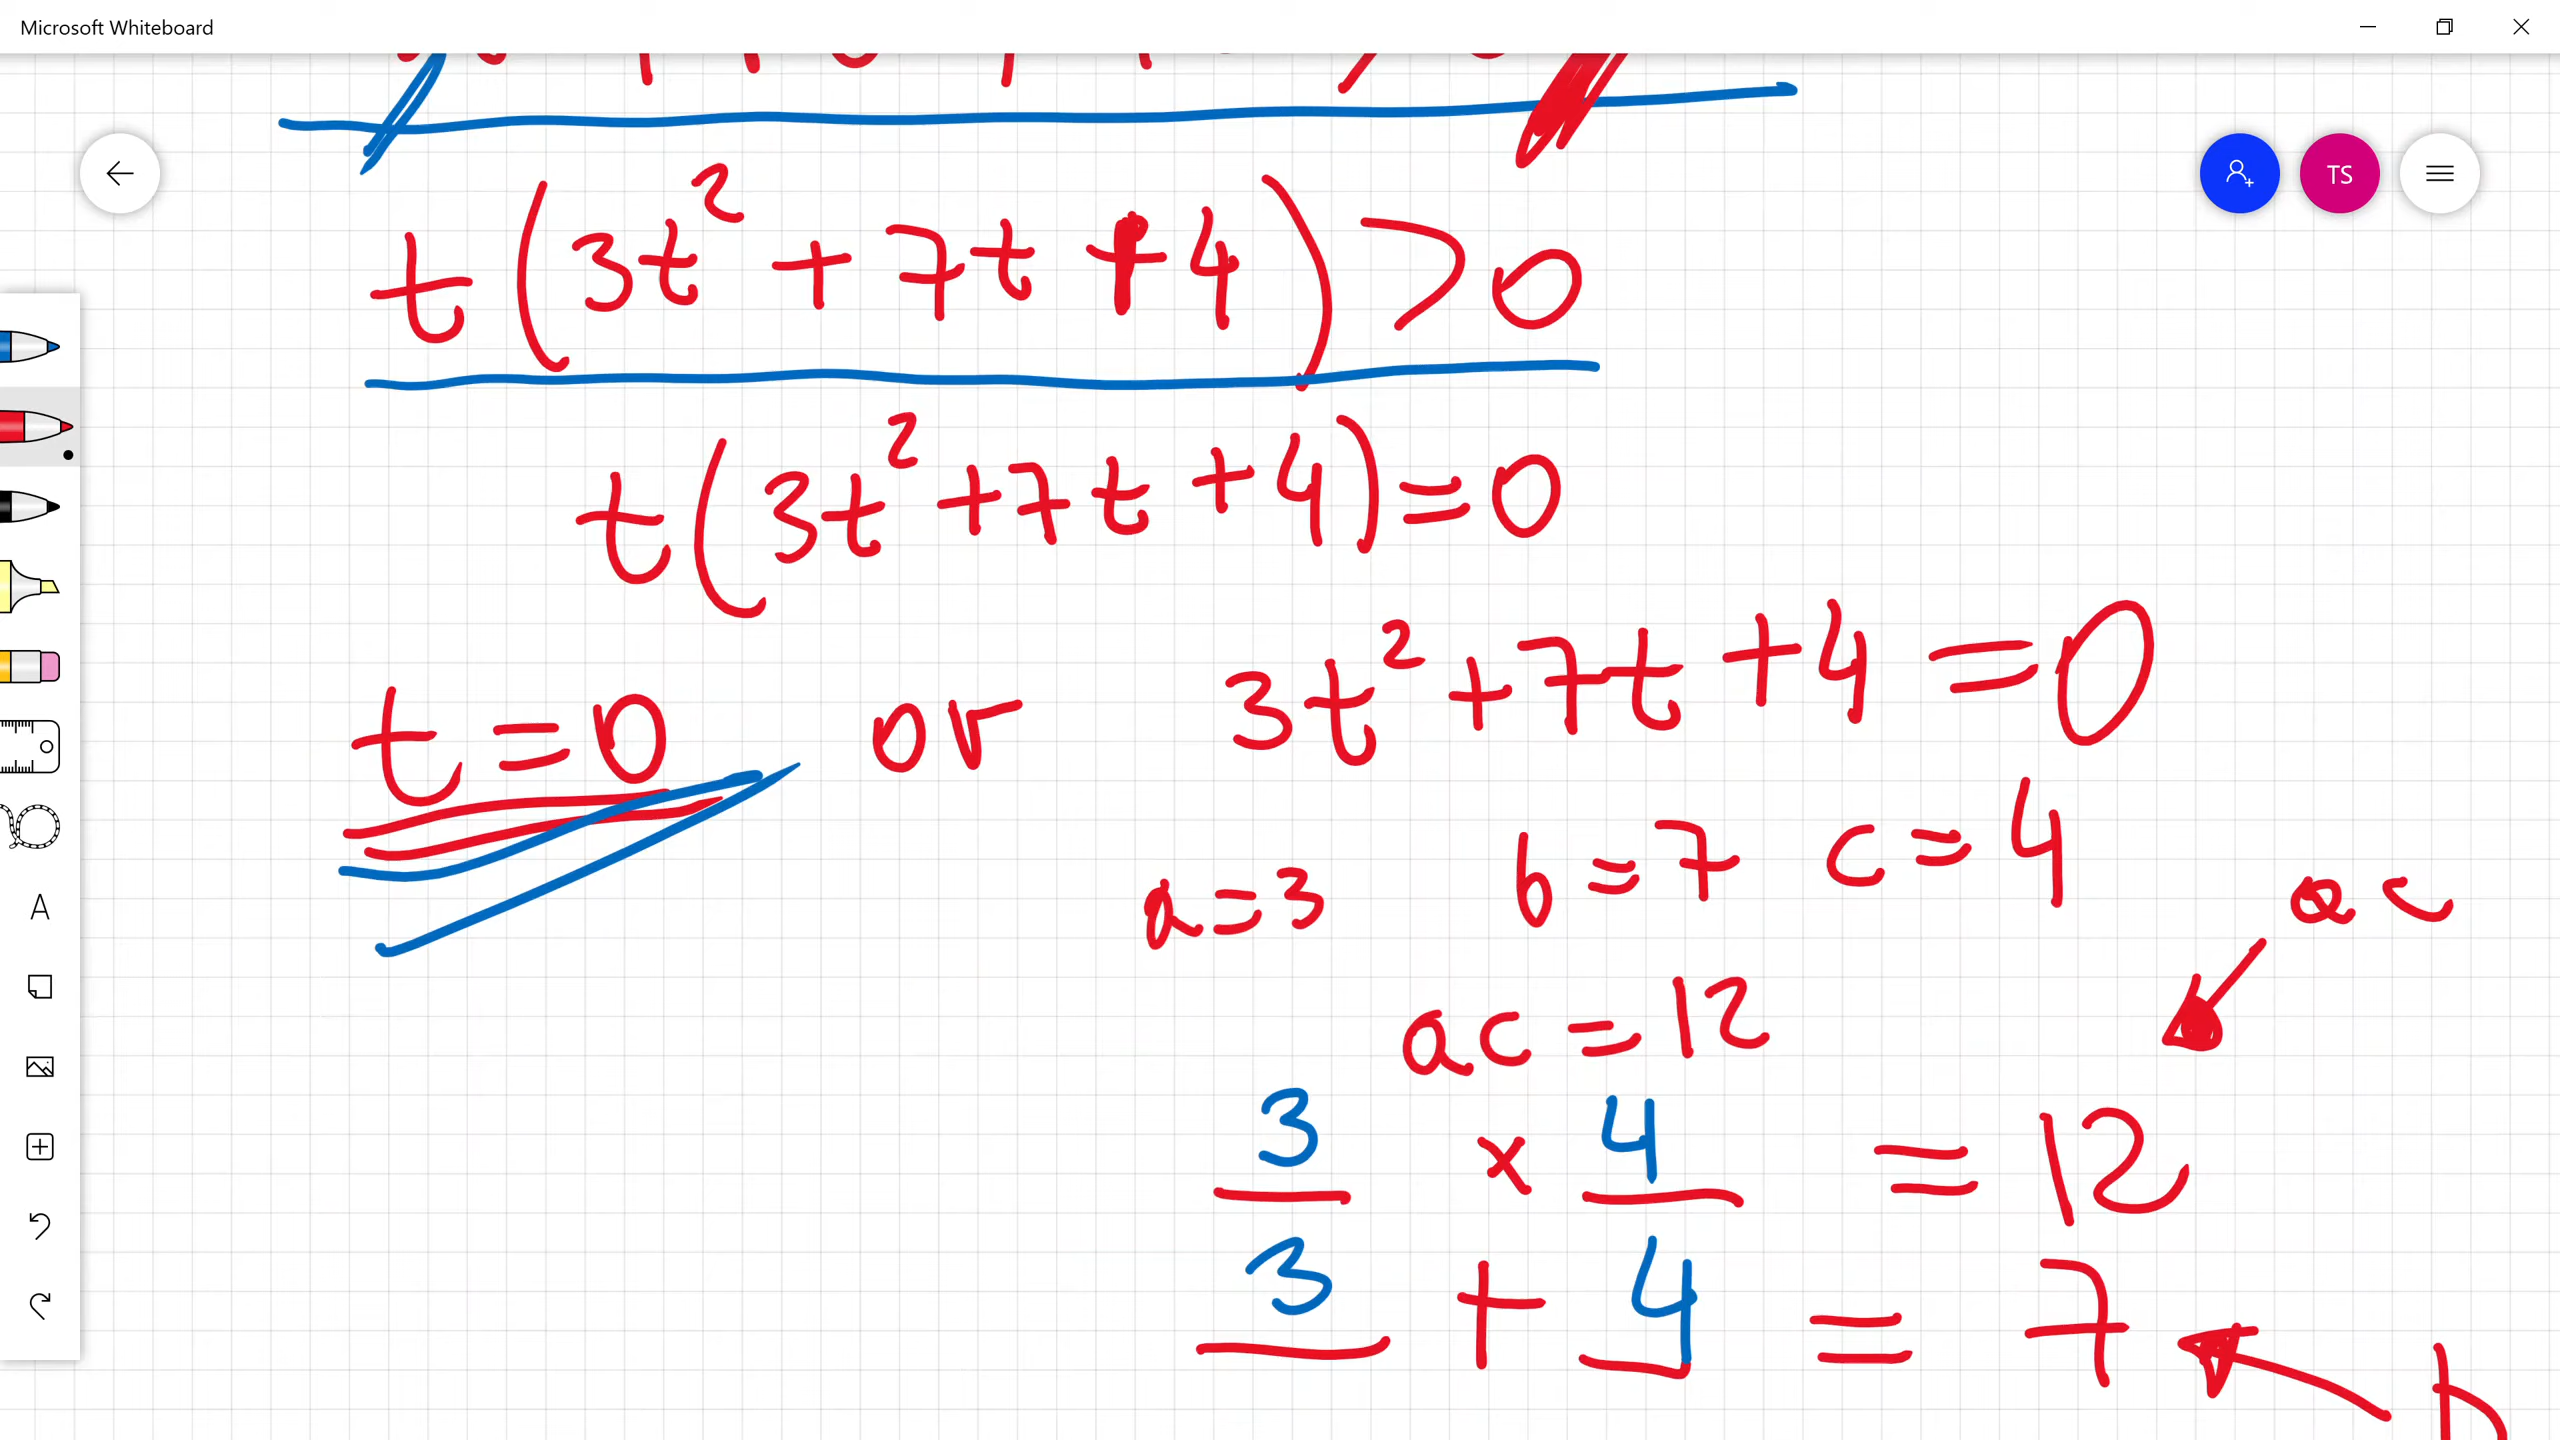 Microsoft Whiteboard
TS
t(3t² + 7t + 4) > 0
t(3t² + 7t + 4) = 0
t = 0 or 3t² + 7t + 4 = 0
a = 3 b = 7 c = 4
ac
ac = 12
3 × 4 = 12
3 + 4 = 7
A